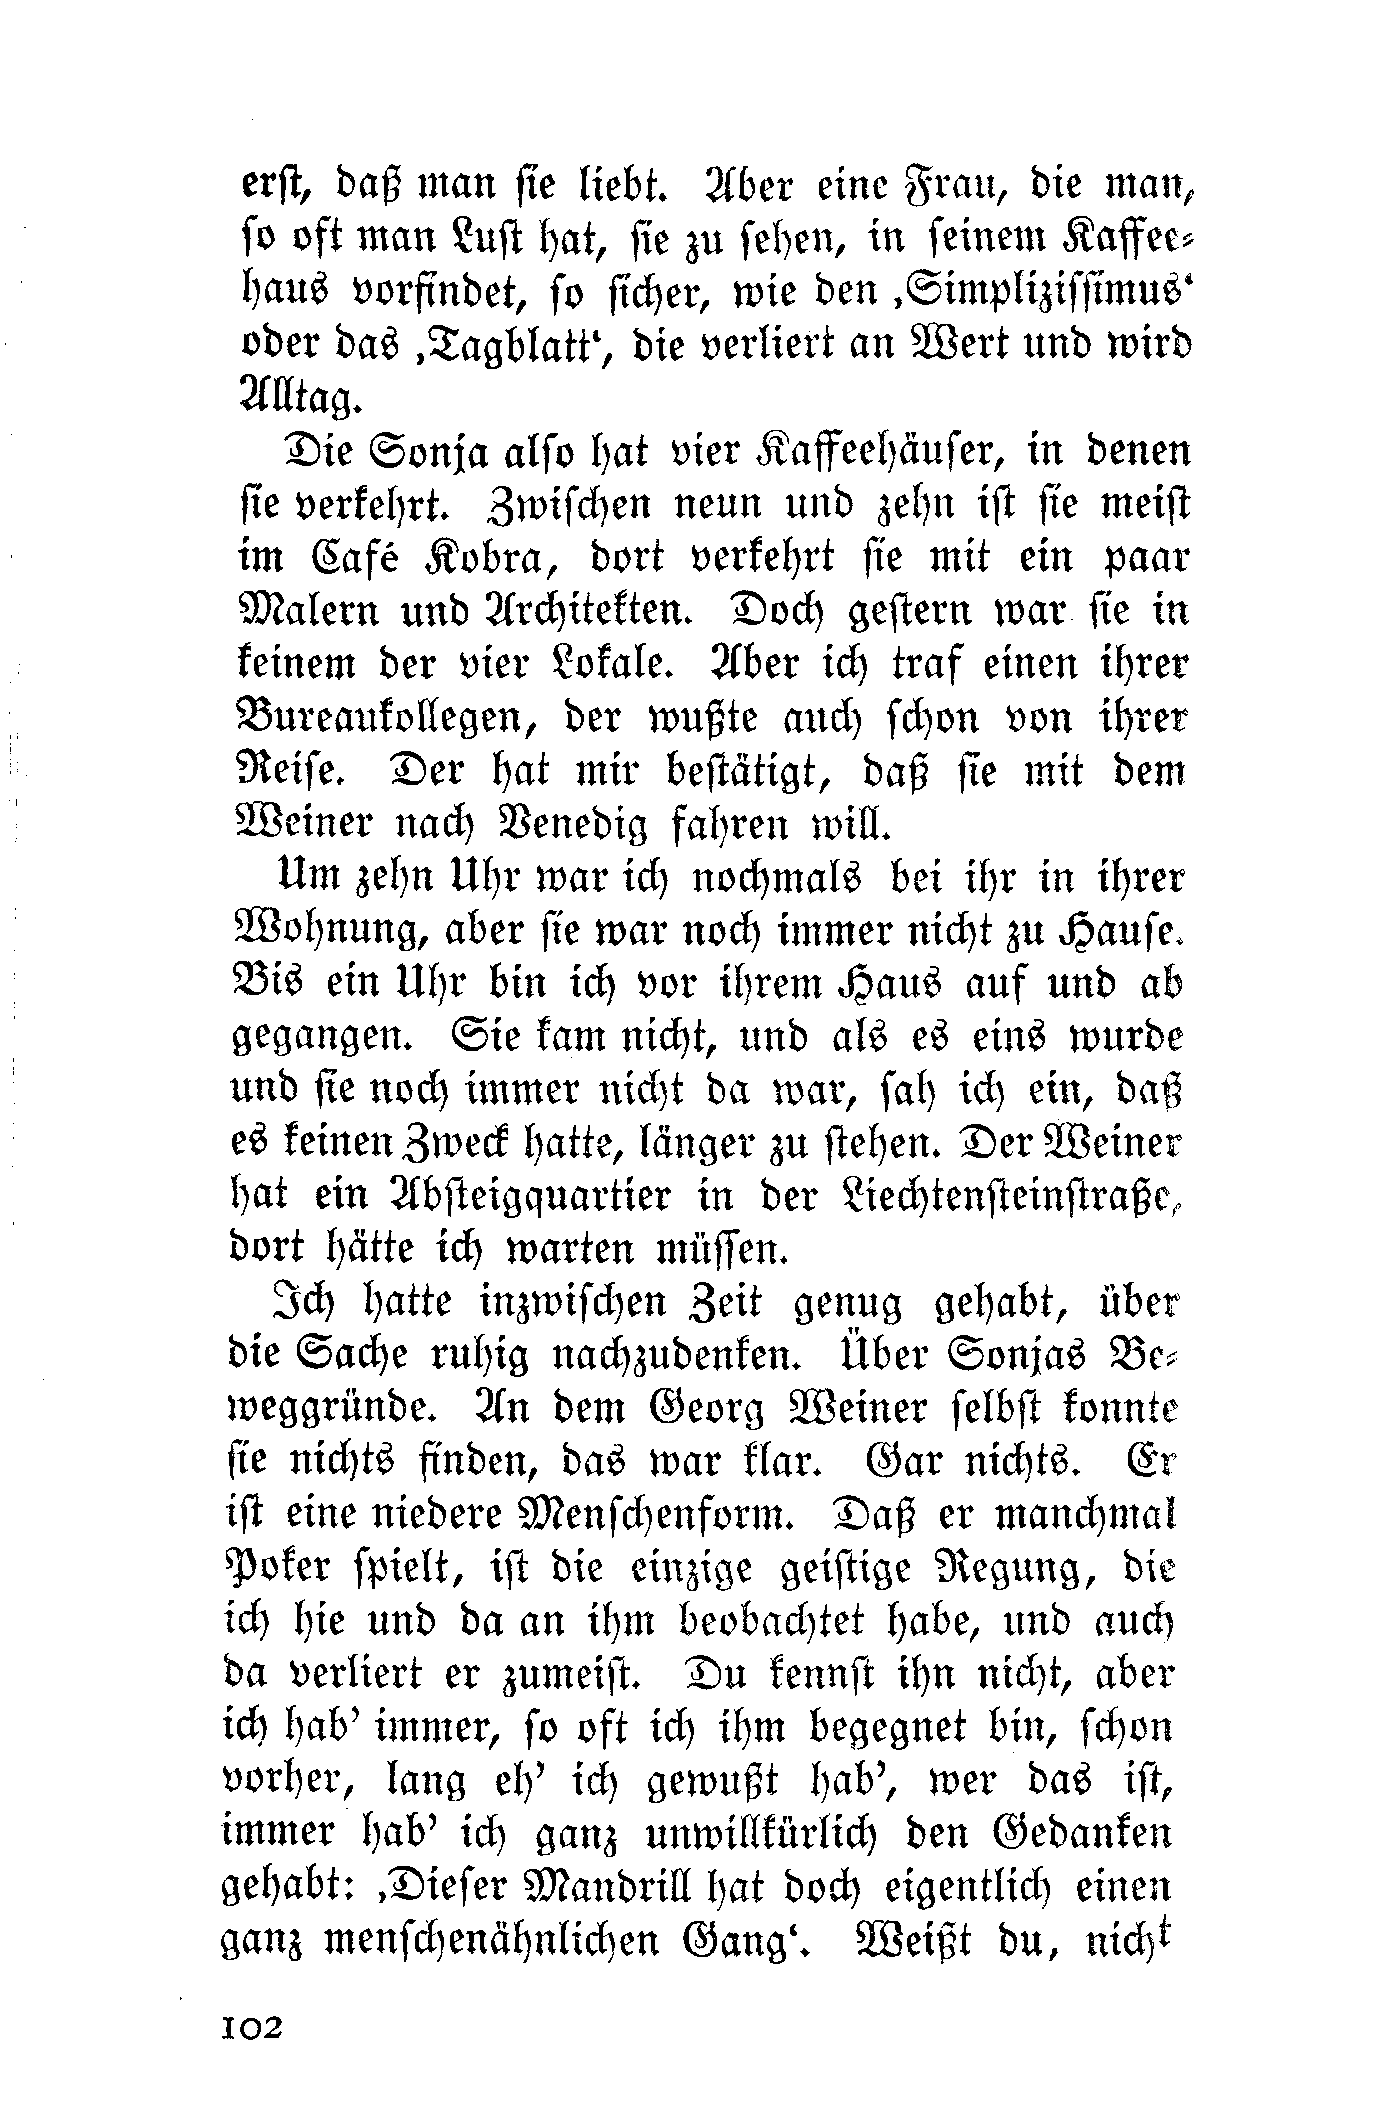 erst, daß man sie liebt. Aber eine Frau, die man,
so oft man Lust hat, sie zu sehen, in seinem Kaffee-
haus vorfindet, so sicher, wie den ‚Simplizissimus‘
oder das ‚Tagblatt‘, die verliert an Wert und wird
Alltag.
Die Sonja also hat vier Kaffeehäuser, in denen
sie verkehrt. Zwischen neun und zehn ist sie meist
im Café Kobra, dort verkehrt sie mit ein paar
Malern und Architekten. Doch gestern war sie in
keinem der vier Lokale. Aber ich traf einen ihrer
Bureaukollegen, der wußte auch schon von ihrer
Reise. Der hat mir bestätigt, daß sie mit dem
Weiner nach Venedig fahren will.
Um zehn Uhr war ich nochmals bei ihr in ihrer
Wohnung, aber sie war noch immer nicht zu Hause.
Bis ein Uhr bin ich vor ihrem Haus auf und ab
gegangen. Sie kam nicht, und als es eins wurde
und sie noch immer nicht da war, sah ich ein, daß
es keinen Zweck hatte, länger zu stehen. Der Weiner
hat ein Absteigquartier in der Liechtensteinstraße,
dort hätte ich warten müssen.
Ich hatte inzwischen Zeit genug gehabt, über
die Sache ruhig nachzudenken. Über Sonjas Be-
weggründe. An dem Georg Weiner selbst konnte
sie nichts finden, das war klar. Gar nichts. Er
ist eine niedere Menschenform. Daß er manchmal
Poker spielt, ist die einzige geistige Regung, die
ich hie und da an ihm beobachtet habe, und auch
da verliert er zumeist. Du kennst ihn nicht, aber
ich hab’ immer, so oft ich ihm begegnet bin, schon
vorher, lang eh’ ich gewußt hab’, wer das ist,
immer hab’ ich ganz unwillkürlich den Gedanken
gehabt: ‚Dieser Mandrill hat doch eigentlich einen
ganz menschenähnlichen Gang‘. Weißt du, nicht
102